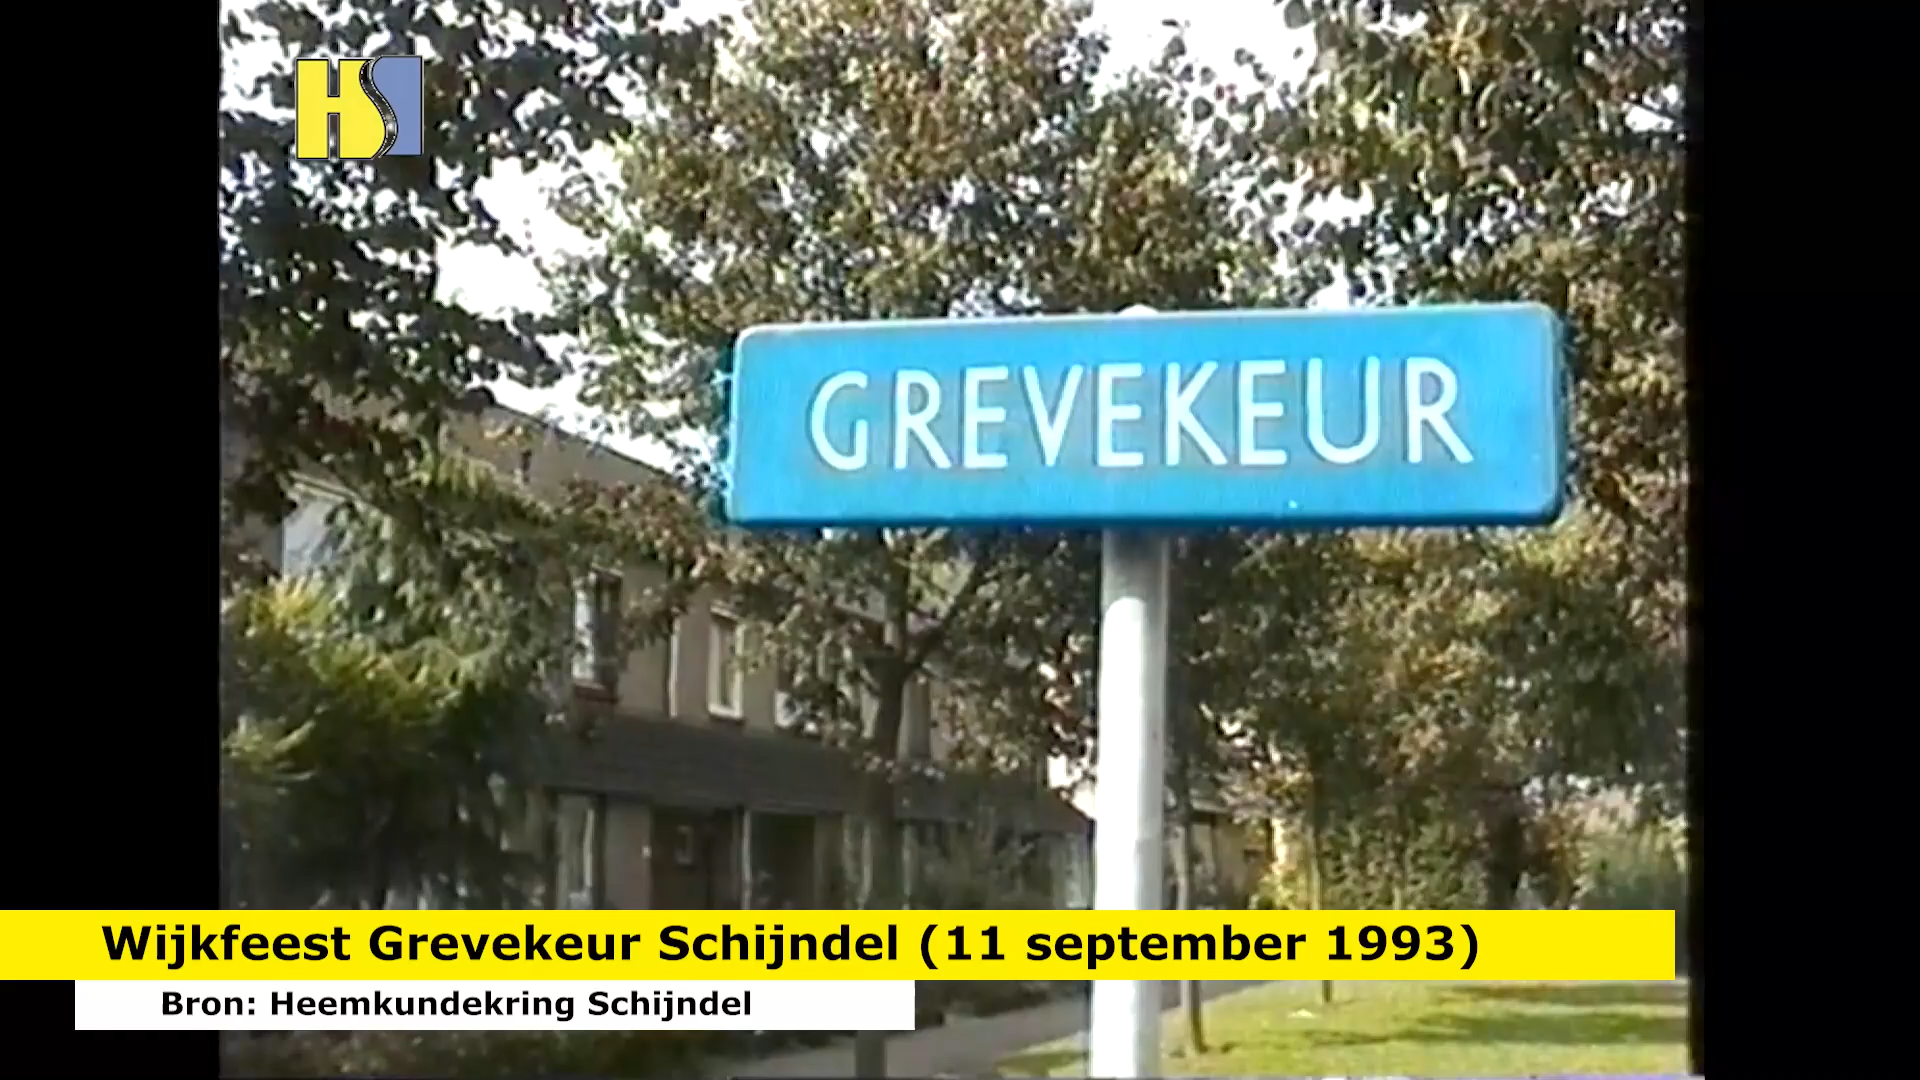 HS
GREVEKEUR
Wijkfeest Grevekeur Schijndel (11 september 1993)
Bron: Heemkundekring Schijndel